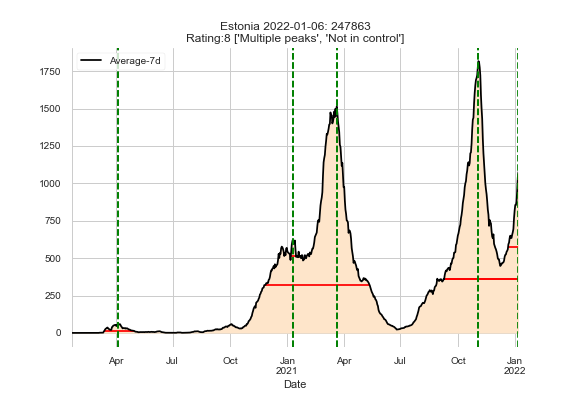 Estonia 2022-01-06: 247863
Rating:8 ['Multiple peaks', 'Not in control']
Average-7d
1750
1500
1250
1000
750
500
250
0
Apr Jul Oct Jan Apr Jul Oct Jan
2021 2022
Date